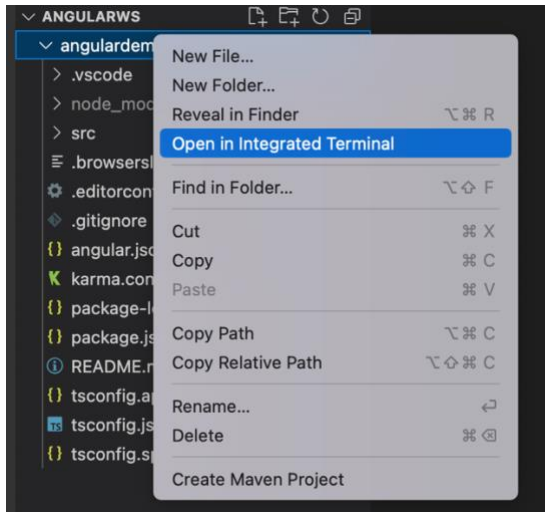 ANGULARWS
angulardem
New File...
New Folder...
.vscode
node_moc
Reveal in Finder ⌥⌘ R
src
Open in Integrated Terminal
.browsersl
Find in Folder... ⌥⇧ F
.editorcon
.gitignore
Cut ⌘ X
angular.jsc
Copy ⌘ C
karma.con
Paste ⌘ V
package-l
package.js
Copy Path ⌥⌘ C
README.r
Copy Relative Path ⌥⇧⌘ C
tsconfig.a
Rename...
tsconfig.js
Delete ⌘⌫
tsconfig.s
Create Maven Project